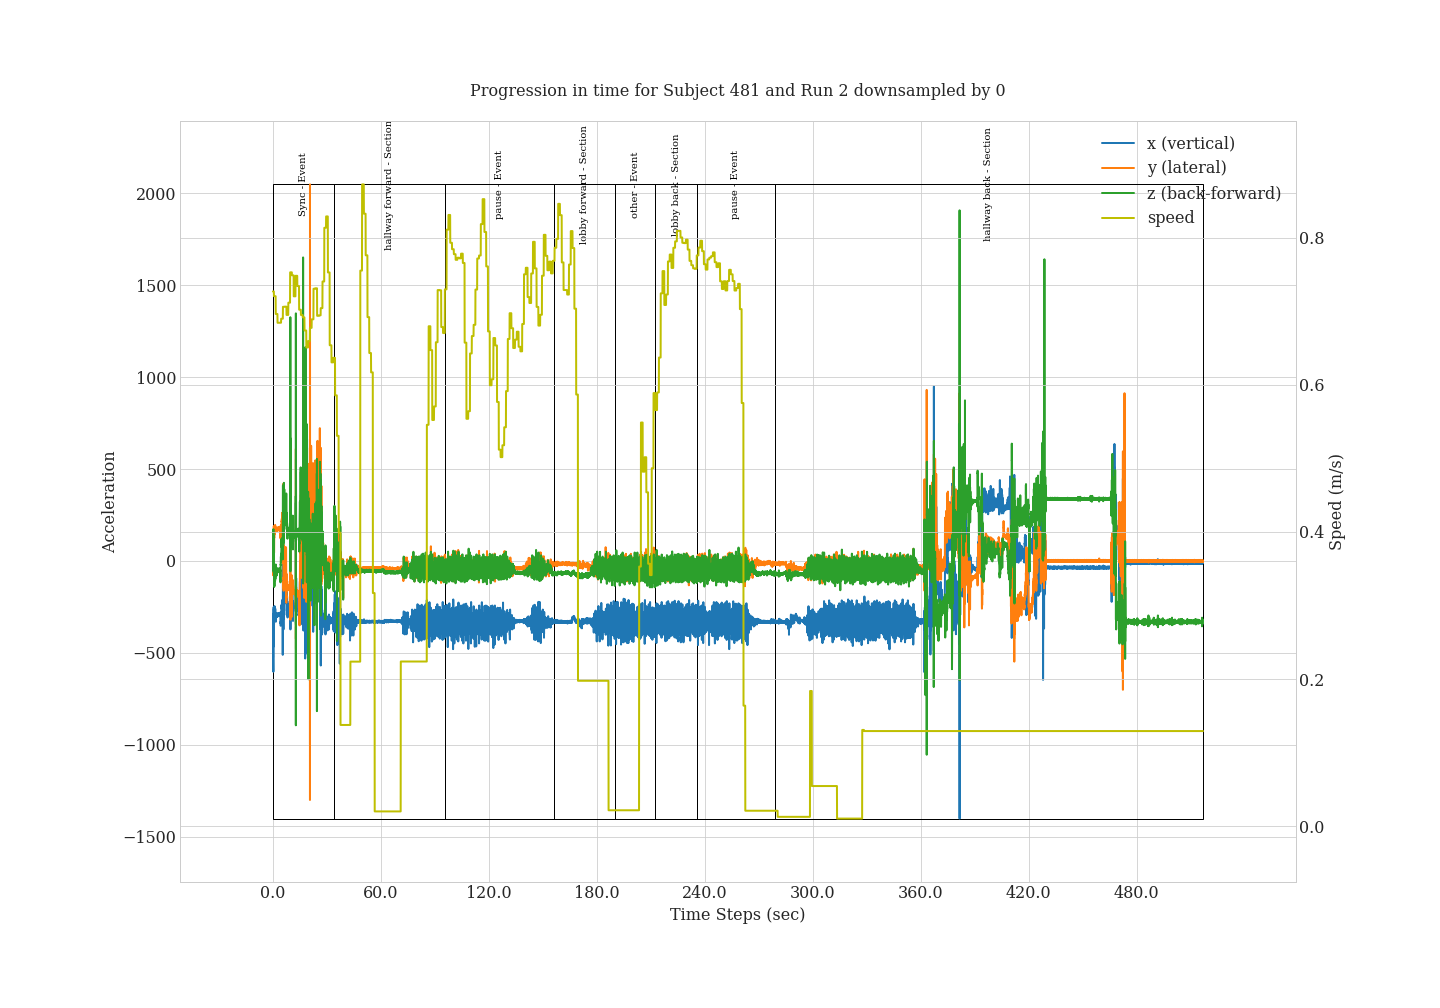 Progression in time for Subject 481 and Run 2 downsampled by 0
Sync - Event
hallway forward - Section
pause - Event
lobby forward - Section
other - Event
lobby back - Section
pause - Event
hallway back - Section
x (vertical)
y (lateral)
z (back-forward)
speed
2000
1500
1000
500
0
−500
−1000
−1500
Acceleration
0.8
0.6
0.4
0.2
0.0
Speed (m/s)
0.0 60.0 120.0 180.0 240.0 300.0 360.0 420.0 480.0
Time Steps (sec)